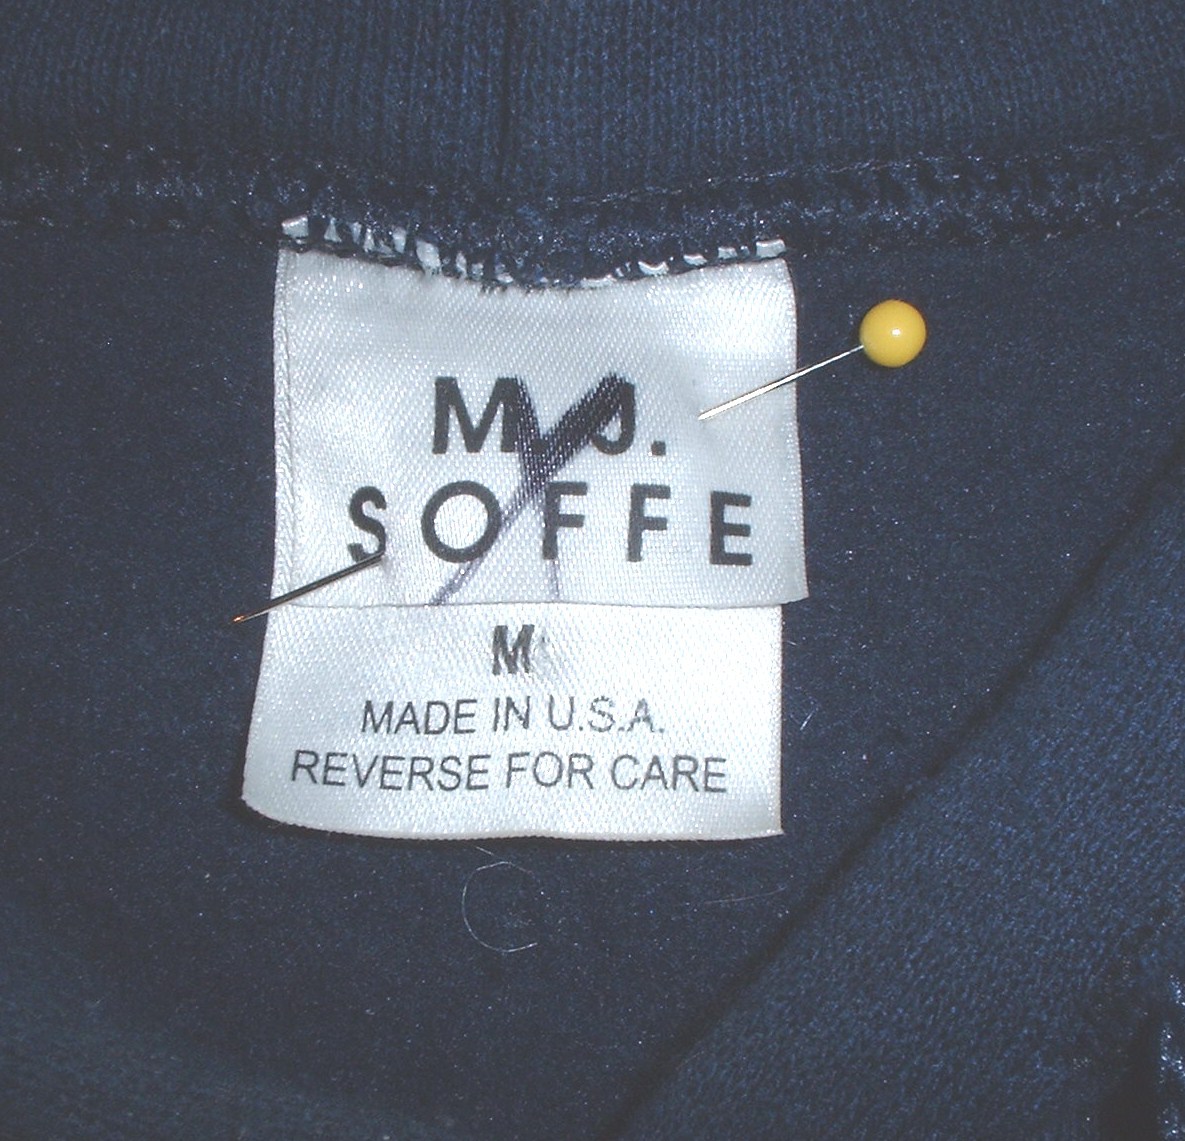 M. J.
SOFFE
M
MADE IN U.S.A.
REVERSE FOR CARE